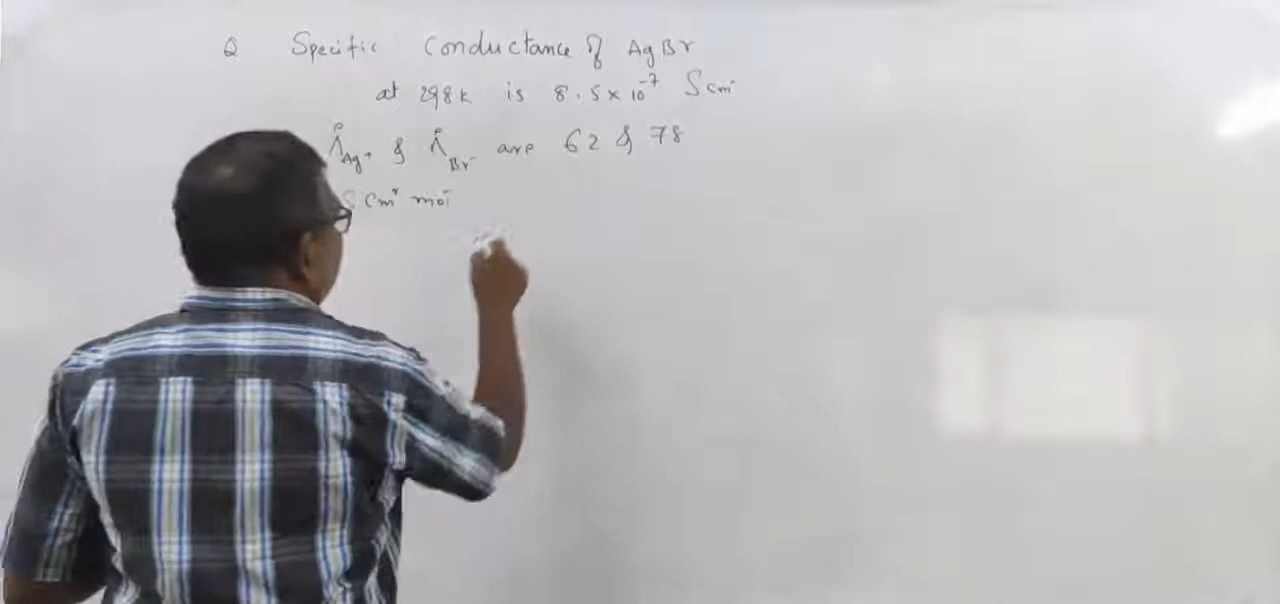 Q Specific Conductance of AgBr
at 298K is 8.5×10⁻⁷ S cm⁻¹
Λ°Ag⁺ & Λ°Br⁻ are 62 & 78
S cm² mol⁻¹